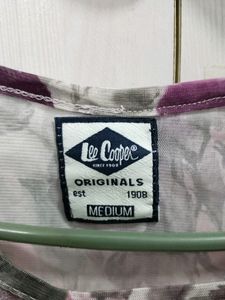 Lee Cooper®
SINCE 1908
ORIGINALS
est 1908
MEDIUM